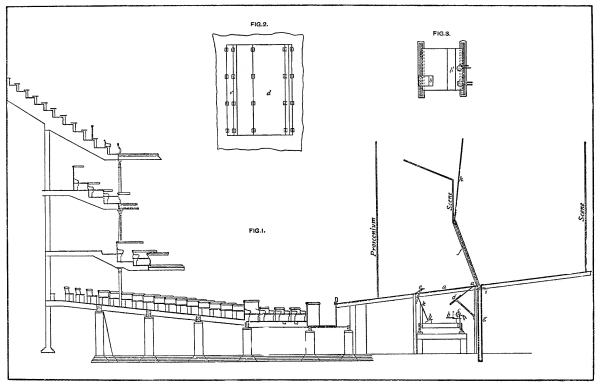 FIG.2.
FIG.3.
c
d
FIG.1.
Proscenium
Scene
Scene
h
f
g
a